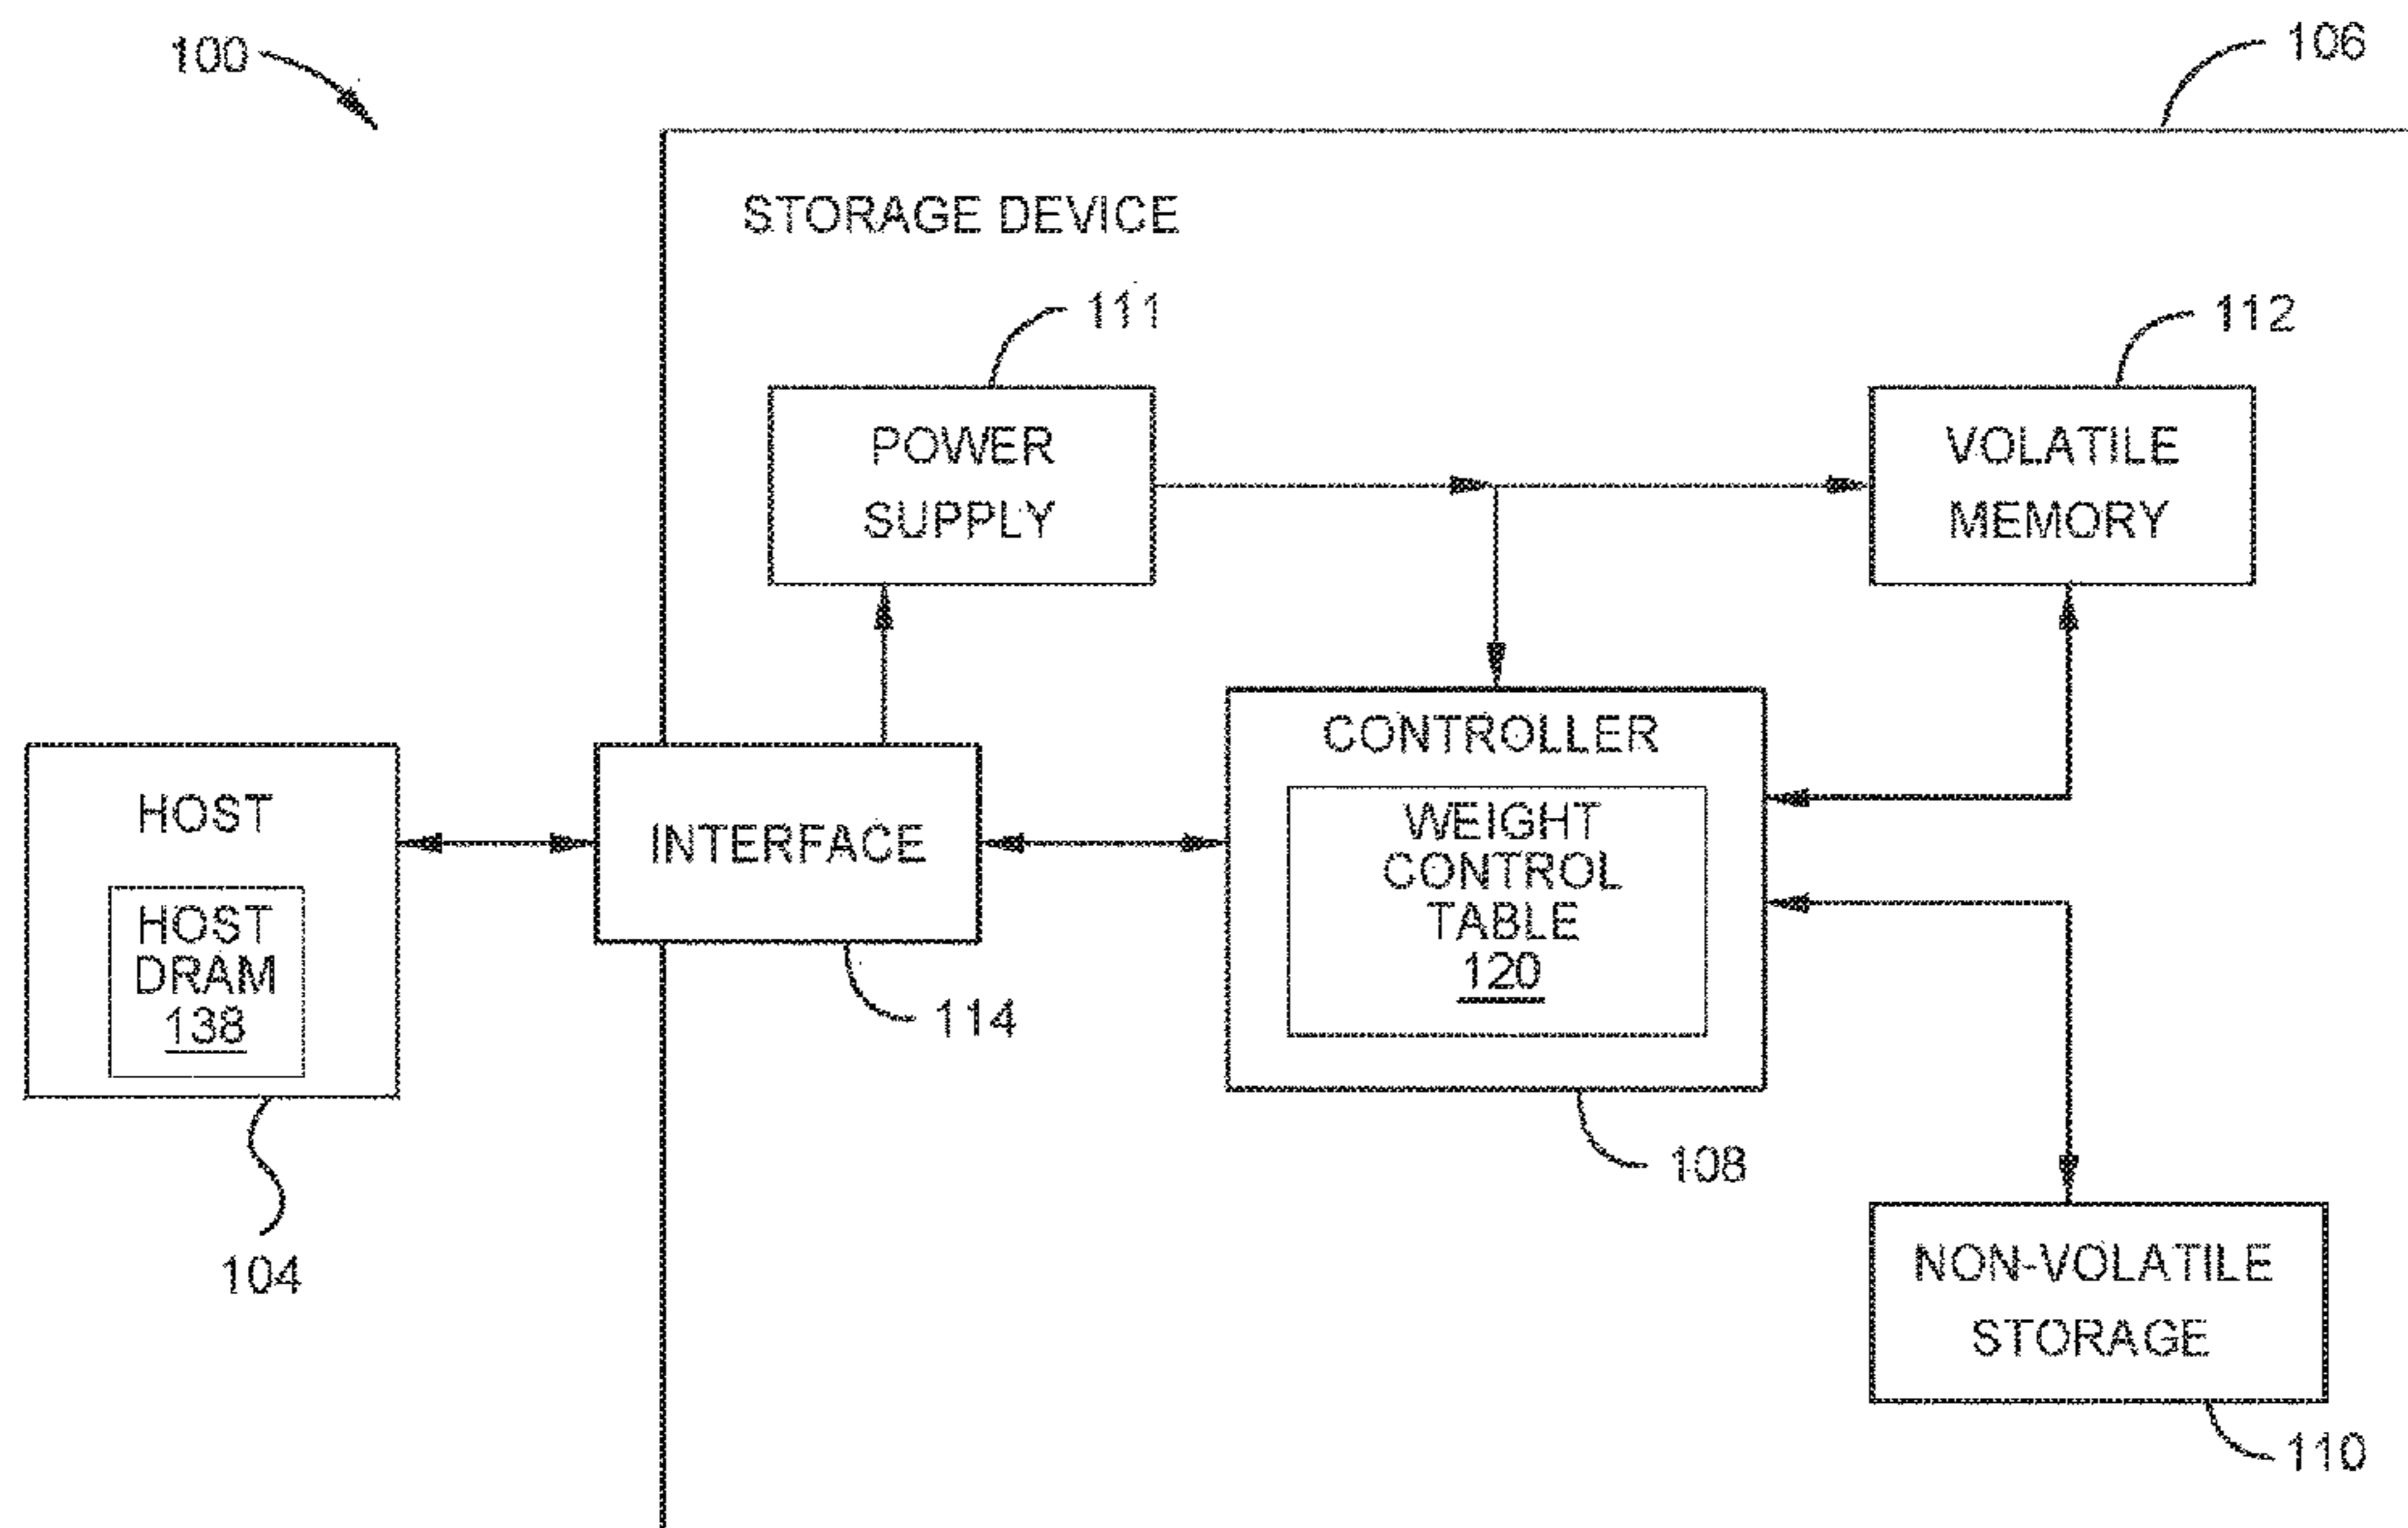 100
106
STORAGE DEVICE
111
112
POWER
SUPPLY
VOLATILE
MEMORY
HOST
HOST
DRAM
138
104
INTERFACE
114
CONTROLLER
WEIGHT
CONTROL
TABLE
120
108
NON-VOLATILE
STORAGE
110